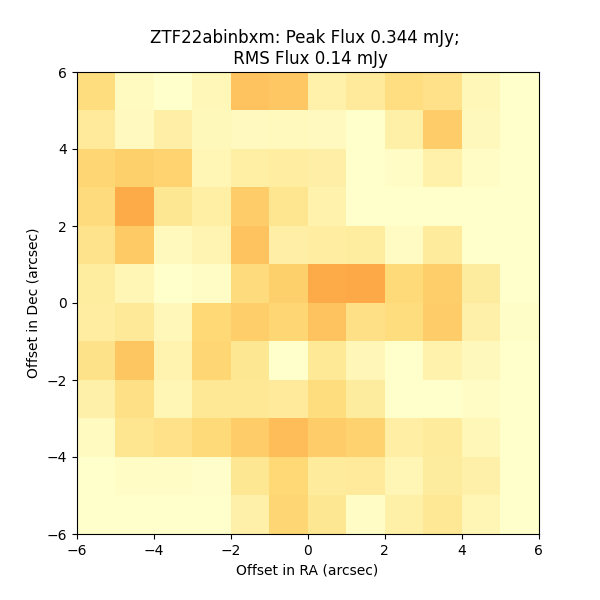 ZTF22abinbxm: Peak Flux 0.344 mJy;
RMS Flux 0.14 mJy
6
4
2
0
−2
−4
−6
Offset in Dec (arcsec)
−6 −4 −2 0 2 4 6
Offset in RA (arcsec)